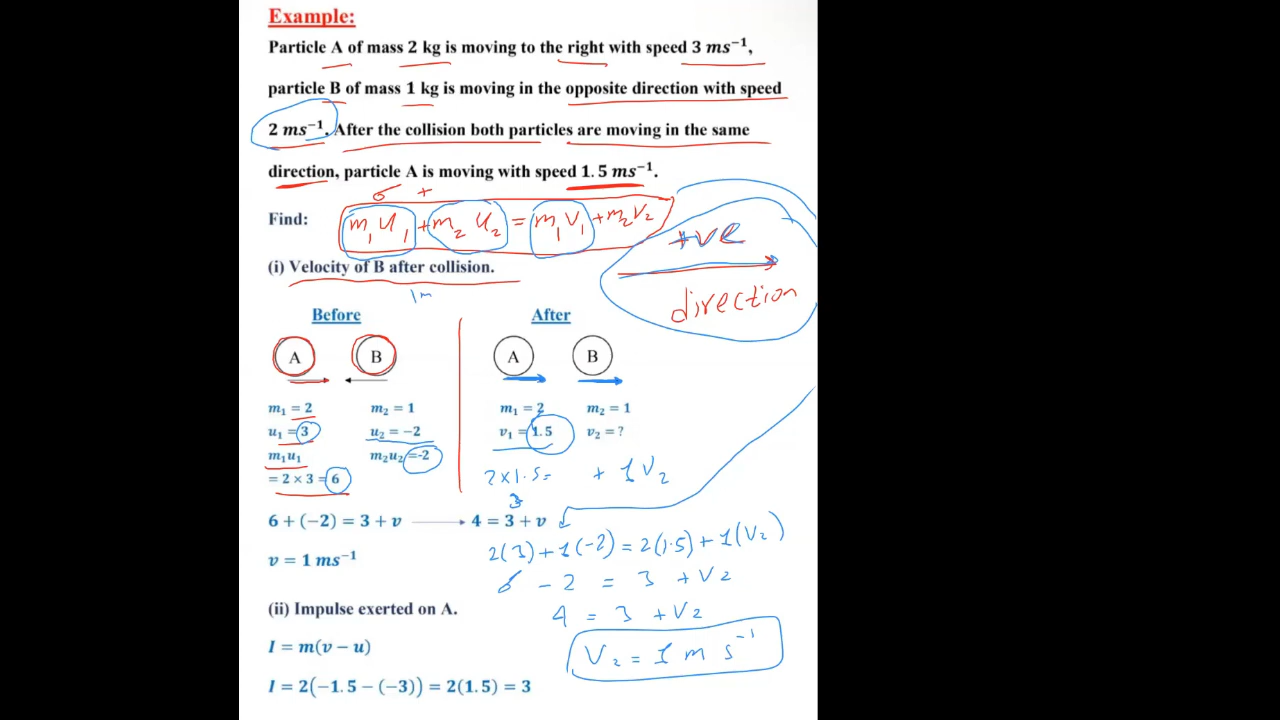 Example:
Particle A of mass 2 kg is moving to the right with speed 3 ms⁻¹,
particle B of mass 1 kg is moving in the opposite direction with speed
2 ms⁻¹. After the collision both particles are moving in the same
direction, particle A is moving with speed 1.5 ms⁻¹.
6 +
Find: m₁u₁ + m₂u₂ = m₁v₁ + m₂v₂
+ve
direction
(i) Velocity of B after collision.
1m
Before After
A B A B
m₁ = 2 m₂ = 1 m₁ = 2 m₂ = 1
u₁ = 3 u₂ = −2 v₁ = 1.5 v₂ = ?
m₁u₁ m₂u₂ = -2
= 2 × 3 = 6 2×1.5= + 1V₂
3
6 + (−2) = 3 + v → 4 = 3 + v
2(3) + 1(-2) = 2(1.5) + 1(V₂)
v = 1 ms⁻¹
6 - 2 = 3 + V₂
(ii) Impulse exerted on A.
4 = 3 + V₂
I = m(v − u)
V₂ = 1 m s⁻¹
I = 2(−1.5 − (−3)) = 2(1.5) = 3